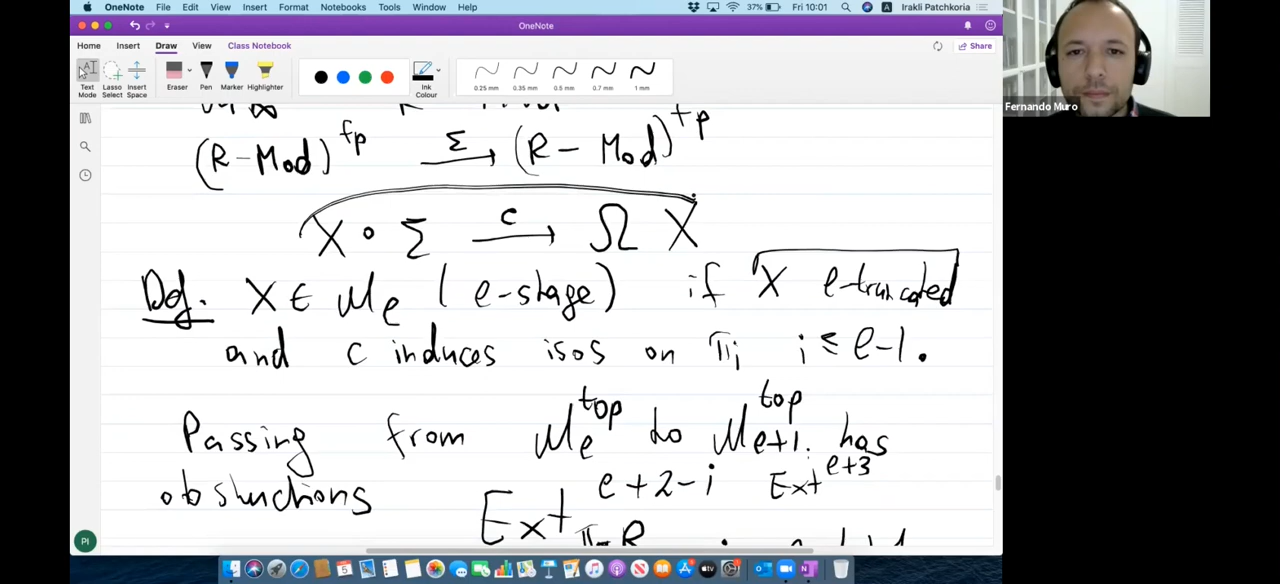 OneNote File Edit View Insert Format Notebooks Tools Window Help 37% Fri 10:01 Irakli Patchkoria
OneNote
Home Insert Draw View Class Notebook Share
Text Mode Lasso Select Insert Space Eraser Pen Marker Highlighter Ink Colour 0.25 mm 0.35 mm 0.5 mm 0.7 mm 1 mm
Fernando Muro
(R-Mod)^fp Σ→ (R-Mod)^fp
X∘Σ c→ ΩX
Def. X ∈ M_e (e-stage) if X e-truncated
and c induces isos on π_i i ≤ e-1.
Passing from M_e^top to M_e+1^top has
obstructions Ext^e+2-i Ext^e+3
π_*R
PI